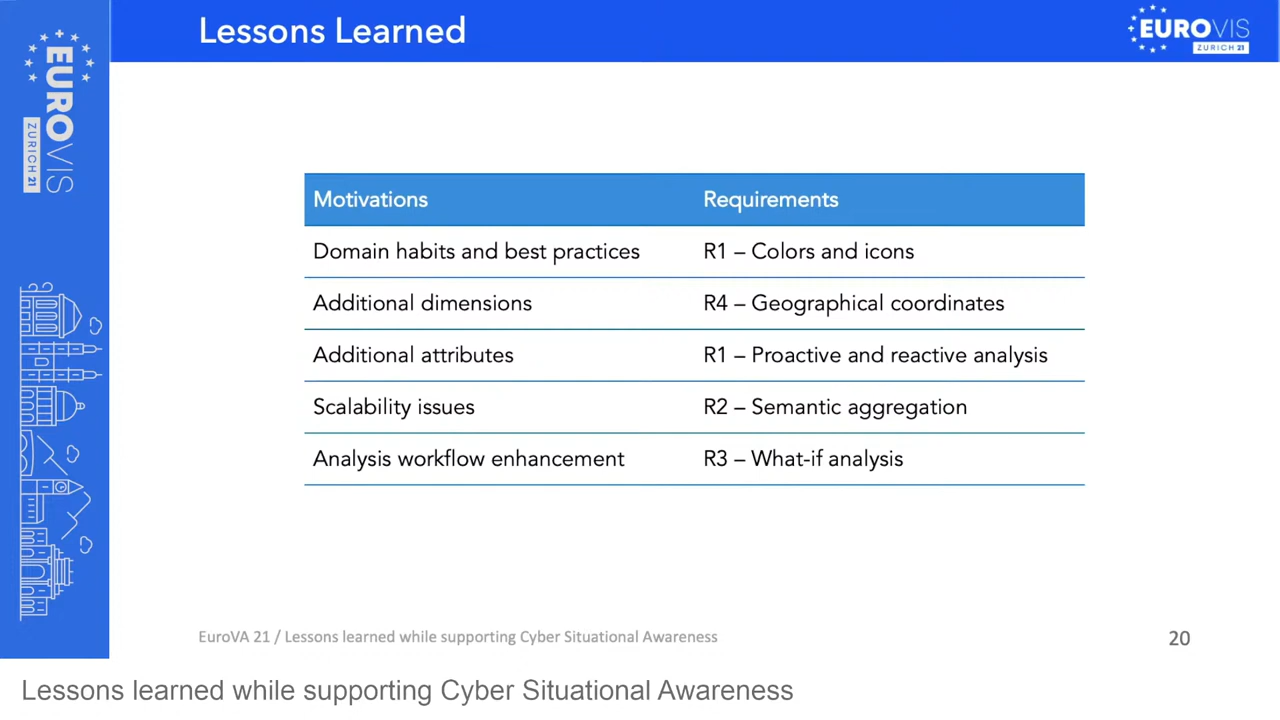 Lessons Learned
EUROVIS
ZURICH 21
EUROVIS
ZURICH 21
Motivations Requirements
Domain habits and best practices R1 – Colors and icons
Additional dimensions R4 – Geographical coordinates
Additional attributes R1 – Proactive and reactive analysis
Scalability issues R2 – Semantic aggregation
Analysis workflow enhancement R3 – What-if analysis
EuroVA 21 / Lessons learned while supporting Cyber Situational Awareness 20
Lessons learned while supporting Cyber Situational Awareness